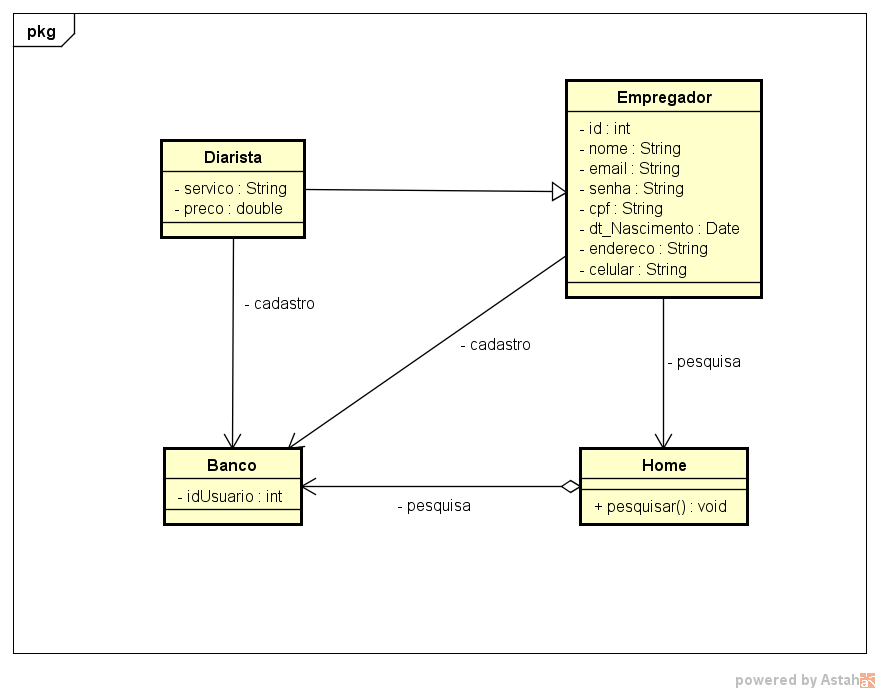 pkg
Empregador
- id : int
- nome : String
- email : String
- senha : String
- cpf : String
- dt_Nascimento : Date
- endereco : String
- celular : String
Diarista
- servico : String
- preco : double
- cadastro
- cadastro
- pesquisa
Banco
- idUsuario : int
Home
+ pesquisar() : void
- pesquisa
powered by Astah